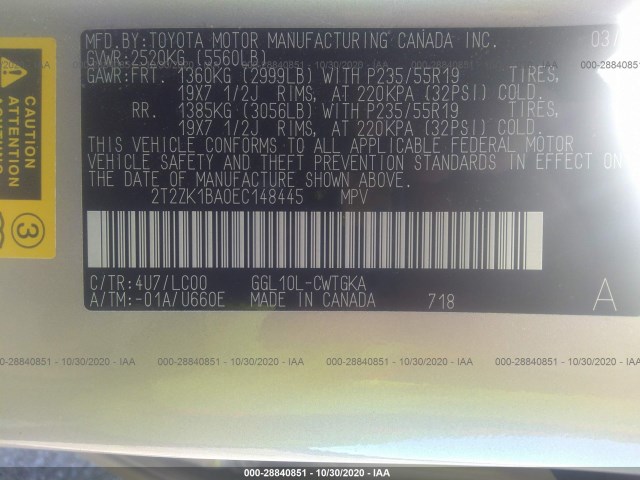 MFD.BY:TOYOTA MOTOR MANUFACTURING CANADA INC. 03/
GVWR:2520KG (5560LB)
GAWR:FRT. 1360KG (2999LB) WITH P235/55R19 TIRES,
19X7 1/2J RIMS, AT 220KPA (32PSI) COLD.
RR. 1385KG (3056LB) WITH P235/55R19 TIRES,
19X7 1/2J RIMS, AT 220KPA (32PSI) COLD.
THIS VEHICLE CONFORMS TO ALL APPLICABLE FEDERAL MOTOR
VEHICLE SAFETY AND THEFT PREVENTION STANDARDS IN EFFECT ON
THE DATE OF MANUFACTURE SHOWN ABOVE.
2T2ZK1BA0EC148445 MPV
C/TR:4U7/LC00 GGL10L-CWTGKA
A/TM:-01A/U660E MADE IN CANADA 718 A
CAUTION
3
000-28840851 - 10/30/2020 - IAA 000-28840851 - 10/30/2020 - IAA 000-28840851 - 10/30/2020 - IAA
000-28840851 - 10/30/2020 - IAA